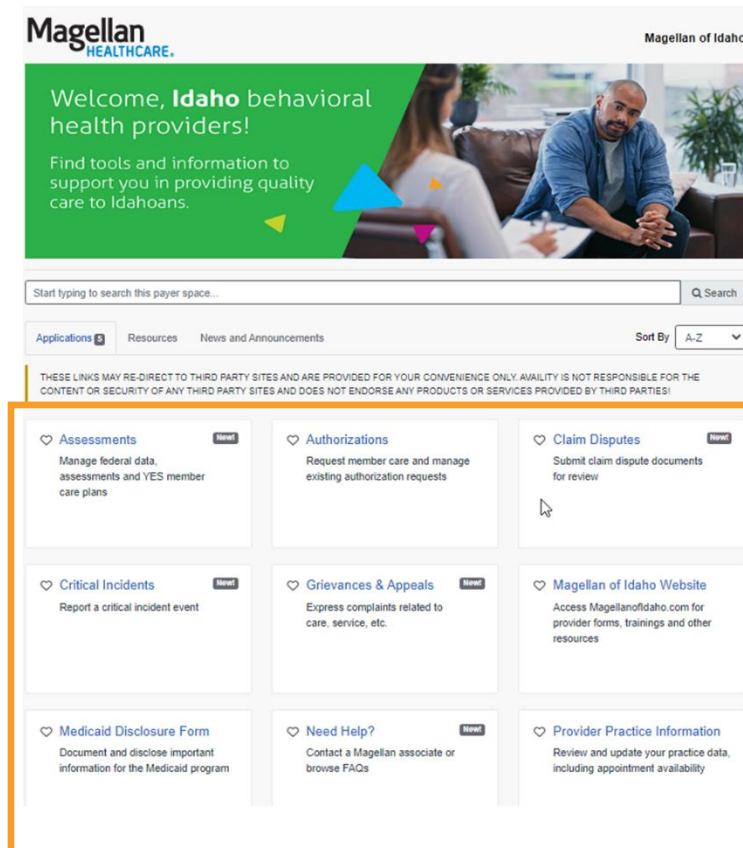 Magellan
HEALTHCARE.
Magellan of Idaho
Welcome, Idaho behavioral
health providers!
Find tools and information to
support you in providing quality
care to Idahoans.
Start typing to search this payer space...
Search
Applications 5
Resources
News and Announcements
Sort By
A-Z
THESE LINKS MAY RE-DIRECT TO THIRD PARTY SITES AND ARE PROVIDED FOR YOUR CONVENIENCE ONLY. AVAILITY IS NOT RESPONSIBLE FOR THE
CONTENT OR SECURITY OF ANY THIRD PARTY SITES AND DOES NOT ENDORSE ANY PRODUCTS OR SERVICES PROVIDED BY THIRD PARTIES!
Assessments
New!
Manage federal data,
assessments and YES member
care plans
Authorizations
Request member care and manage
existing authorization requests
Claim Disputes
New!
Submit claim dispute documents
for review
Critical Incidents
New!
Report a critical incident event
Grievances & Appeals
New!
Express complaints related to
care, service, etc.
Magellan of Idaho Website
Access MagellanofIdaho.com for
provider forms, trainings and other
resources
Medicaid Disclosure Form
Document and disclose important
information for the Medicaid program
Need Help?
New!
Contact a Magellan associate or
browse FAQs
Provider Practice Information
Review and update your practice data,
including appointment availability